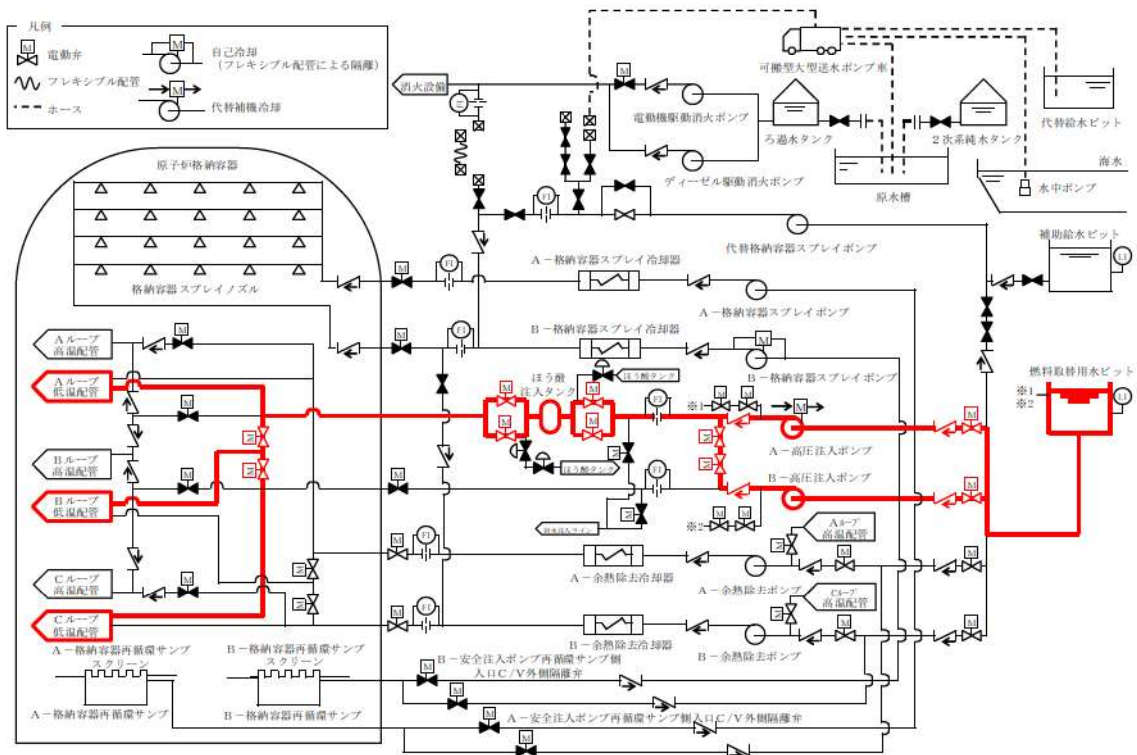 凡例
M
電動弁
フレキシブル配管
ホース
M
自己冷却
(フレキシブル配管による隔離)
M
代替補機冷却
消火設備
M
電動機駆動消火ポンプ
ディーゼル駆動消火ポンプ
ろ過水タンク
可搬型大型送水ポンプ車
2次系純水タンク
代替給水ピット
原水槽
海水
水中ポンプ
FI
代替格納容器スプレイポンプ
補助給水ピット
LI
原子炉格納容器
格納容器スプレイノズル
M
FI
A-格納容器スプレイ冷却器
A-格納容器スプレイポンプ
M
FI
B-格納容器スプレイ冷却器
M
B-格納容器スプレイポンプ
Aループ
高温配管
M
Aループ
低温配管
M
Bループ
高温配管
M
M
Bループ
低温配管
M
M
Cループ
高温配管
M
Cループ
低温配管
M
M
ほう酸
注入タンク
ほう酸タンク
M
M
M
M
ほう酸タンク
FI
※1
M
M
M
A-高圧注入ポンプ
M
M
M
FI
B-高圧注入ポンプ
M
※2
M
M
M
M
燃料取替用水ピット
※1
※2
LI
M
FI
A-余熱除去冷却器
A-余熱除去ポンプ
Aループ
高温配管
M
M
M
M
FI
B-余熱除去冷却器
B-余熱除去ポンプ
Cループ
高温配管
M
M
M
A-格納容器再循環サンプ
スクリーン
A-格納容器再循環サンプ
B-格納容器再循環サンプ
スクリーン
B-格納容器再循環サンプ
B-安全注入ポンプ再循環サンプ側
入口C/V外側隔離弁
M
M
A-安全注入ポンプ再循環サンプ側入口C/V外側隔離弁
M
M